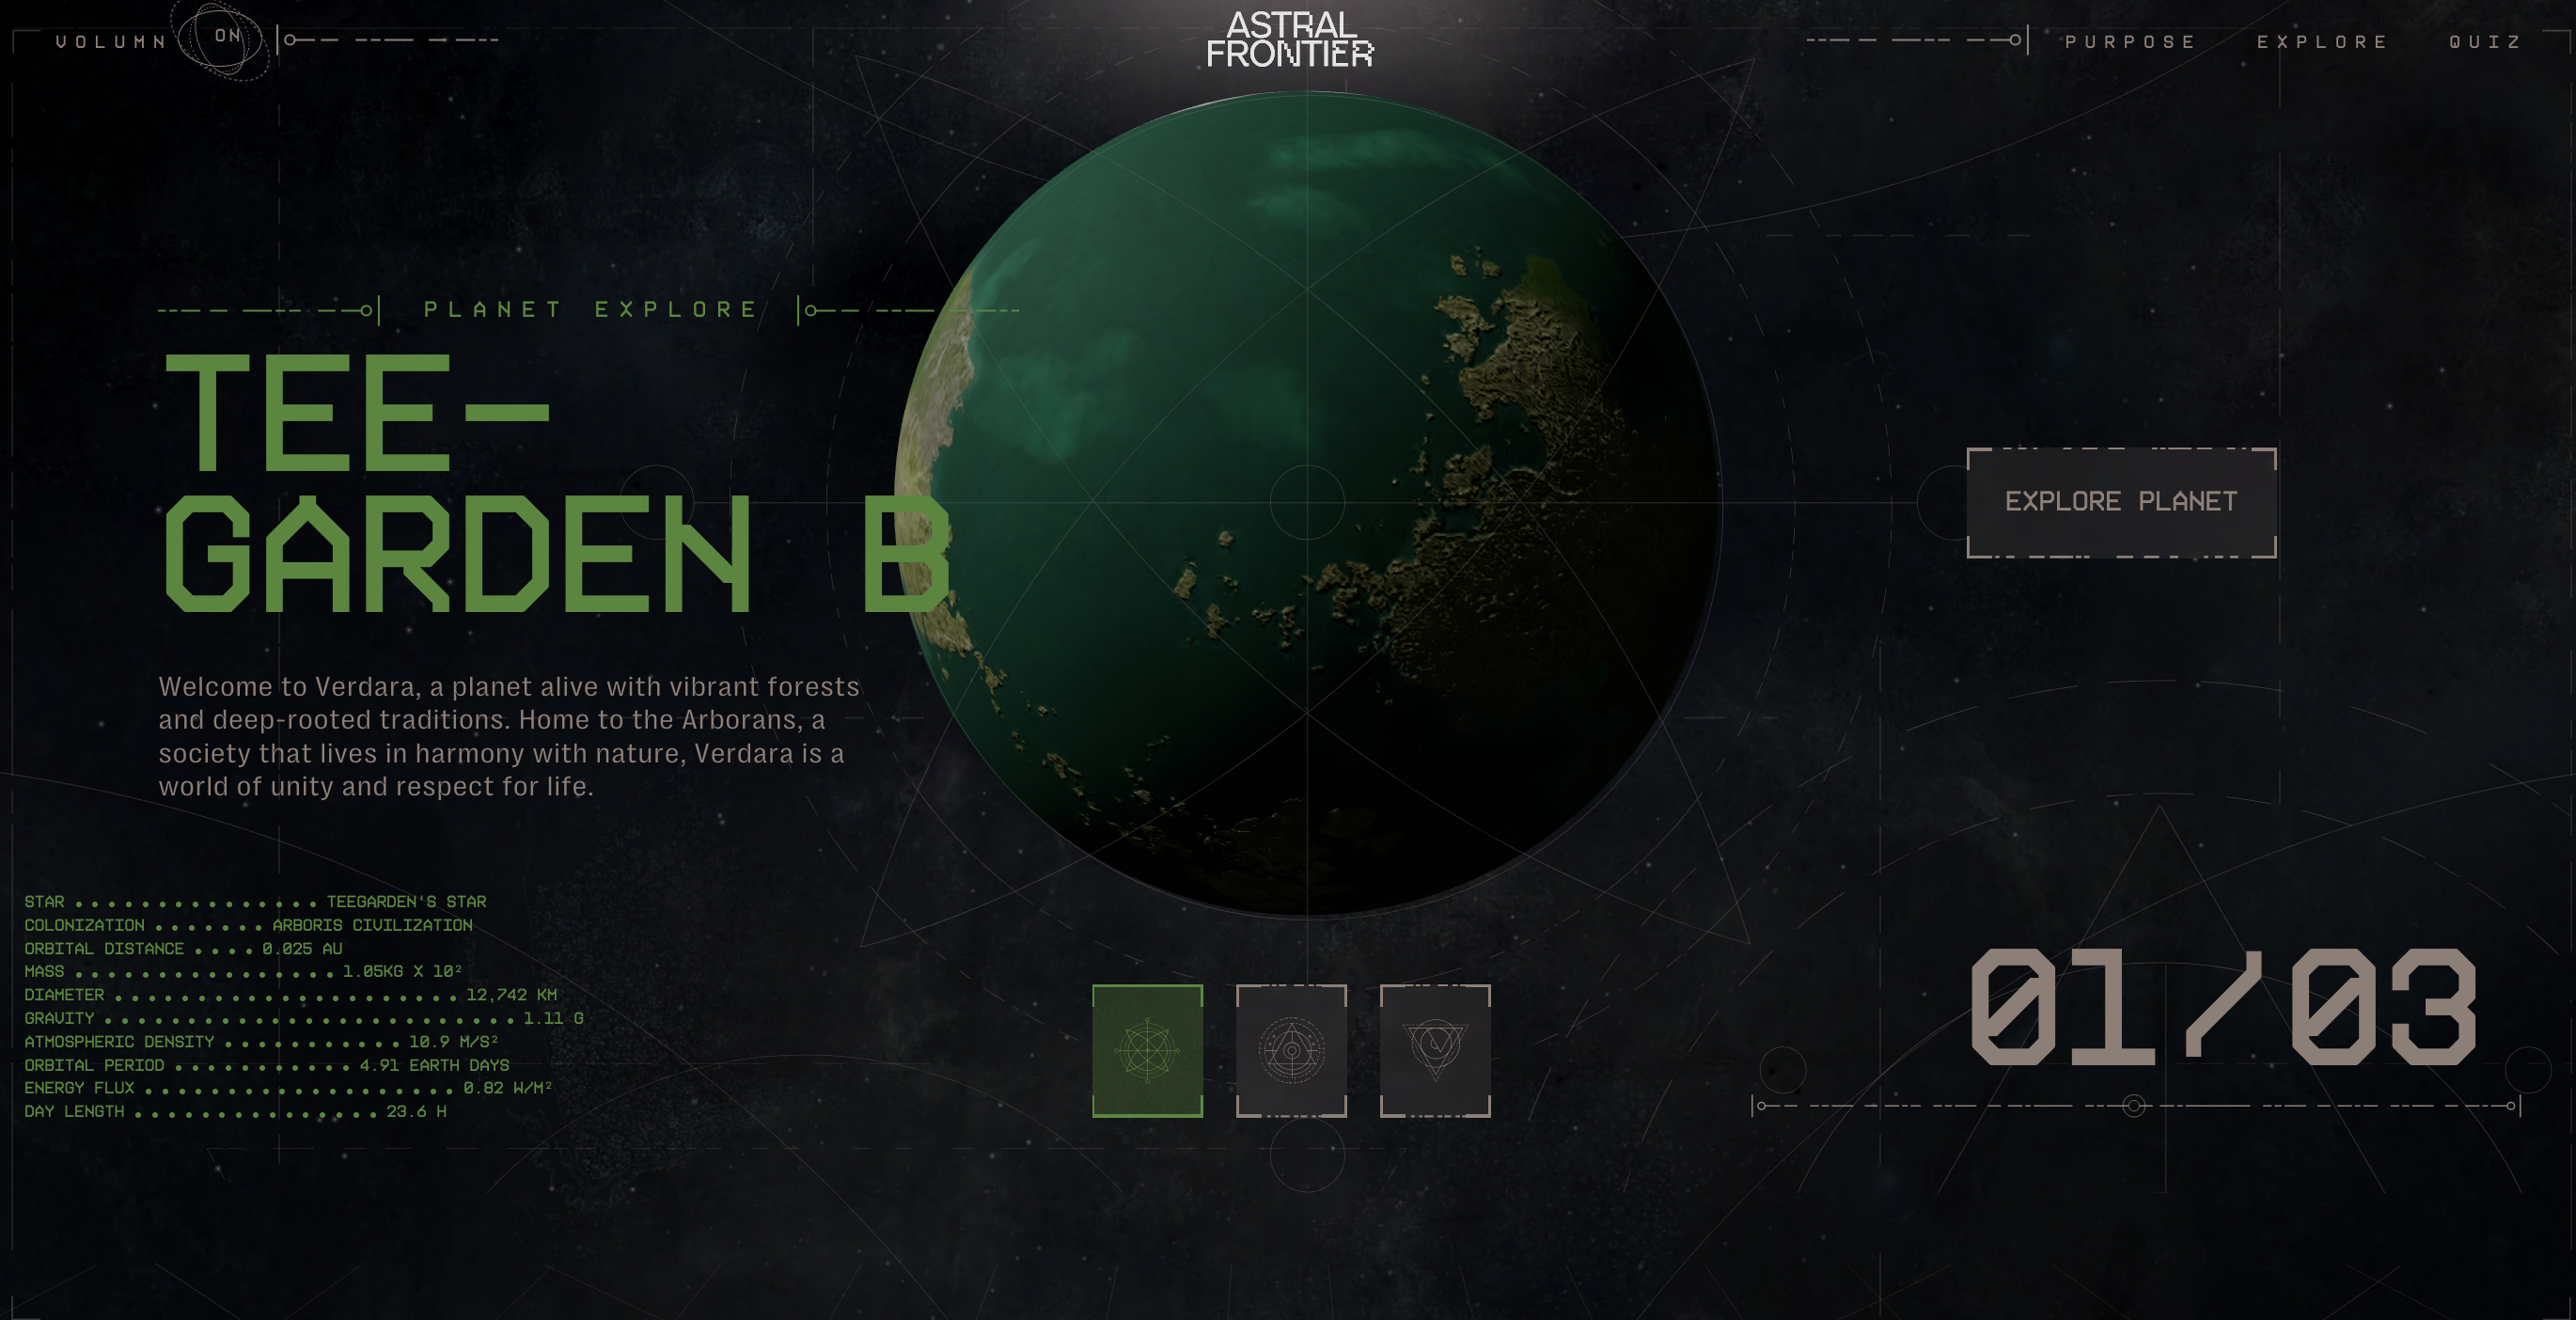 VOLUMN ON
ASTRAL
FRONTIER
PURPOSE EXPLORE QUIZ
PLANET EXPLORE
TEE-
GARDEN B
EXPLORE PLANET
Welcome to Verdara, a planet alive with vibrant forests
and deep-rooted traditions. Home to the Arborans, a
society that lives in harmony with nature, Verdara is a
world of unity and respect for life.
STAR . . . . . . . . . . . . . . . TEEGARDEN'S STAR
COLONIZATION . . . . . . . ARBORIS CIVILIZATION
ORBITAL DISTANCE . . . . 0.025 AU
MASS . . . . . . . . . . . . . . . . 1.05KG X 10²
DIAMETER . . . . . . . . . . . . . . . . . . . . . 12,742 KM
GRAVITY . . . . . . . . . . . . . . . . . . . . . . . . . 1.11 G
ATMOSPHERIC DENSITY . . . . . . . . . . . 10.9 M/S²
ORBITAL PERIOD . . . . . . . . . . . 4.91 EARTH DAYS
ENERGY FLUX . . . . . . . . . . . . . . . . . . . 0.82 W/M²
DAY LENGTH . . . . . . . . . . . . . . . 23.6 H
01/03